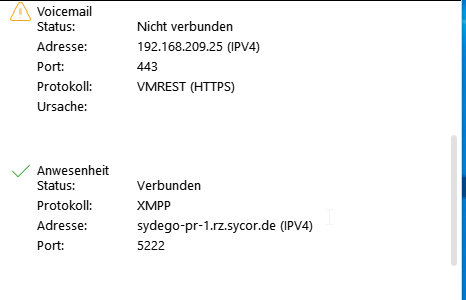 Voicemail
Status: Nicht verbunden
Adresse: 192.168.209.25 (IPV4)
Port: 443
Protokoll: VMREST (HTTPS)
Ursache:
Anwesenheit
Status: Verbunden
Protokoll: XMPP
Adresse: sydego-pr-1.rz.sycor.de (IPV4)
Port: 5222